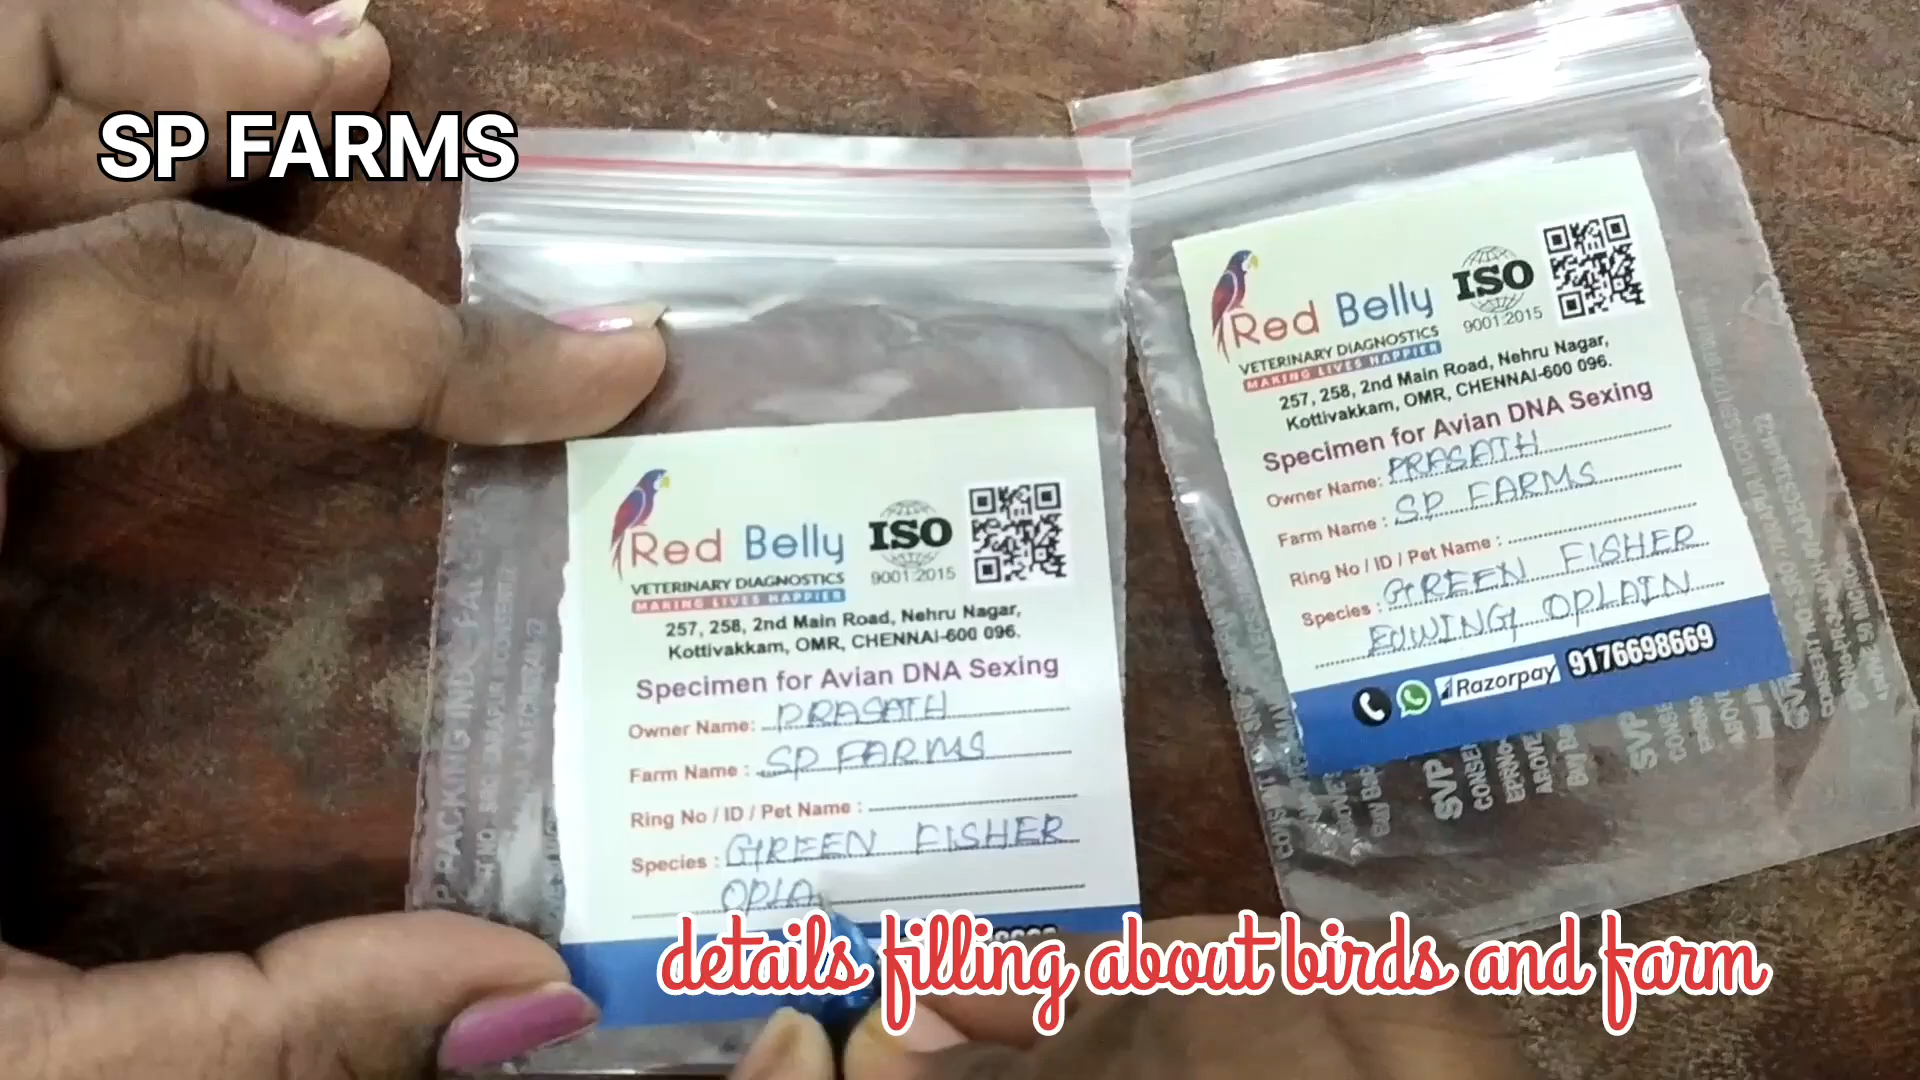 SP FARMS
Red Belly
VETERINARY DIAGNOSTICS
MAKING LIVES HAPPIER
ISO
9001:2015
257, 258, 2nd Main Road, Nehru Nagar,
Kottivakkam, OMR, CHENNAI-600 096.
Specimen for Avian DNA Sexing
Owner Name: PRASATH
Farm Name : SP FARMS
Ring No / ID / Pet Name :
Species : GREEN FISHER
OPLA
Red Belly
VETERINARY DIAGNOSTICS
MAKING LIVES HAPPIER
ISO
9001:2015
257, 258, 2nd Main Road, Nehru Nagar,
Kottivakkam, OMR, CHENNAI-600 096.
Specimen for Avian DNA Sexing
Owner Name: PRASATH
Farm Name : SP FARMS
Ring No / ID / Pet Name :
Species : GREEN FISHER
EUWING OPLAIN
Razorpay 9176698669
details filling about birds and farm